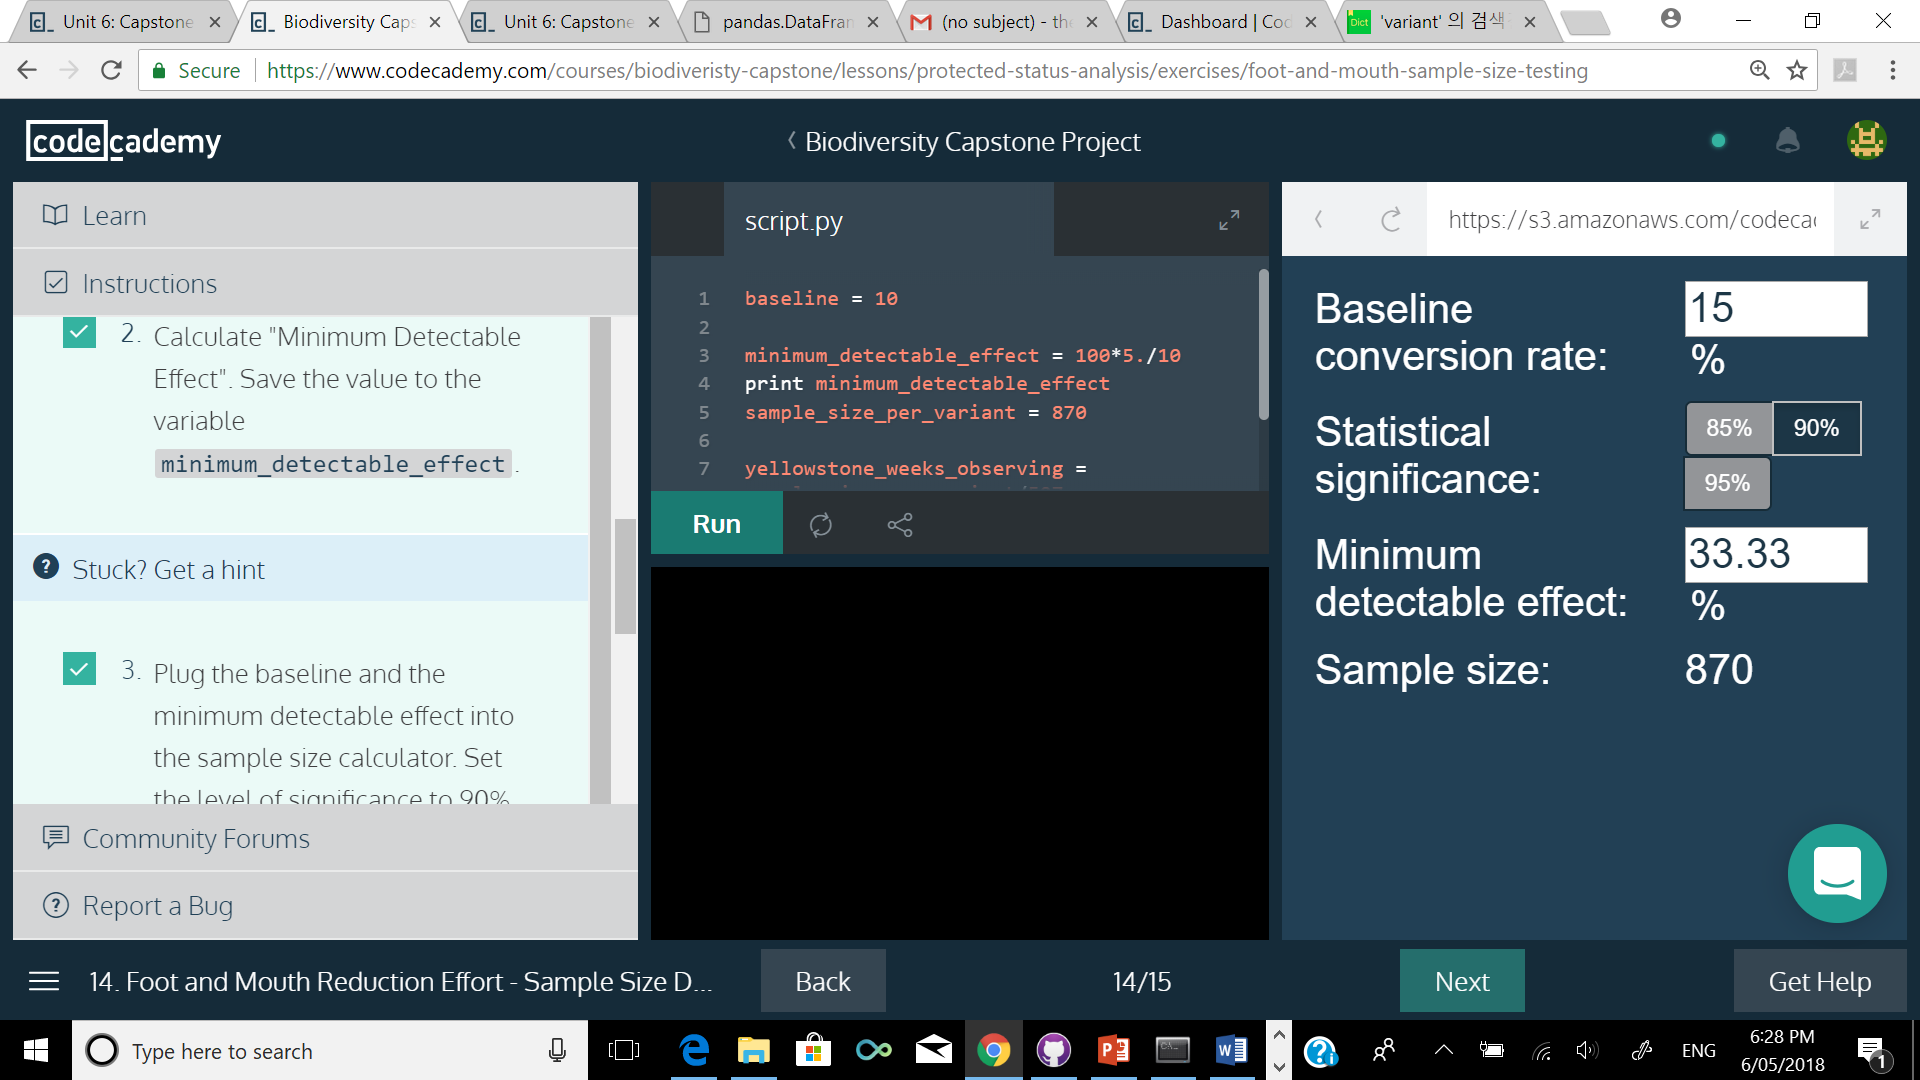 Unit 6: Capstone
Biodiversity Cap
Unit 6: Capstone
pandas.DataFra
(no subject) - th
Dashboard | Co
Dict 'variant' 의 검색
Secure https://www.codecademy.com/courses/biodiveristy-capstone/lessons/protected-status-analysis/exercises/foot-and-mouth-sample-size-testing
codecademy
Biodiversity Capstone Project
Learn
Instructions
2. Calculate "Minimum Detectable
Effect". Save the value to the
variable
minimum_detectable_effect .
Stuck? Get a hint
3. Plug the baseline and the
minimum detectable effect into
the sample size calculator. Set
the level of significance to 90%
Community Forums
Report a Bug
script.py
1 baseline = 10
2
3 minimum_detectable_effect = 100*5./10
4 print minimum_detectable_effect
5 sample_size_per_variant = 870
6
7 yellowstone_weeks_observing =
Run
https://s3.amazonaws.com/codeca
Baseline
conversion rate:
15
%
Statistical
significance:
85%
90%
95%
Minimum
detectable effect:
33.33
%
Sample size:
870
14. Foot and Mouth Reduction Effort - Sample Size D...
Back
14/15
Next
Get Help
Type here to search
ENG
6:28 PM
6/05/2018
1